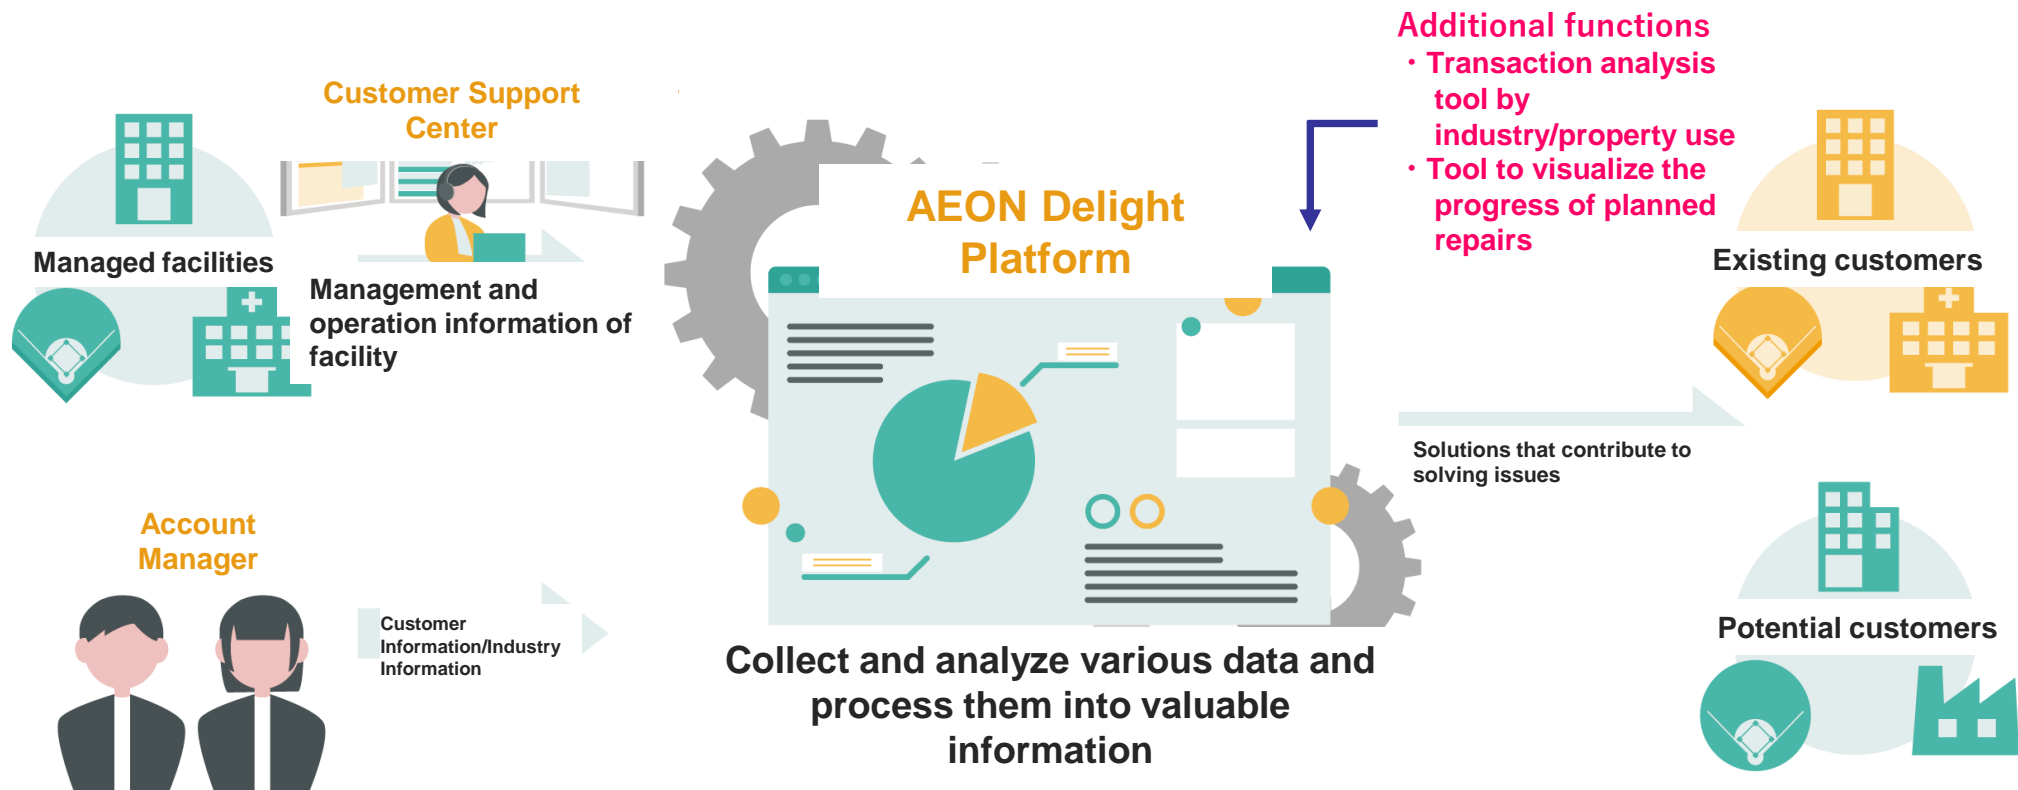 Customer Support
Center
Managed facilities
Management and
operation information of
facility
Account
Manager
Customer
Information/Industry
Information
AEON Delight
Platform
Collect and analyze various data and
process them into valuable
information
Additional functions
・Transaction analysis
tool by
industry/property use
・Tool to visualize the
progress of planned
repairs
Existing customers
Solutions that contribute to
solving issues
Potential customers